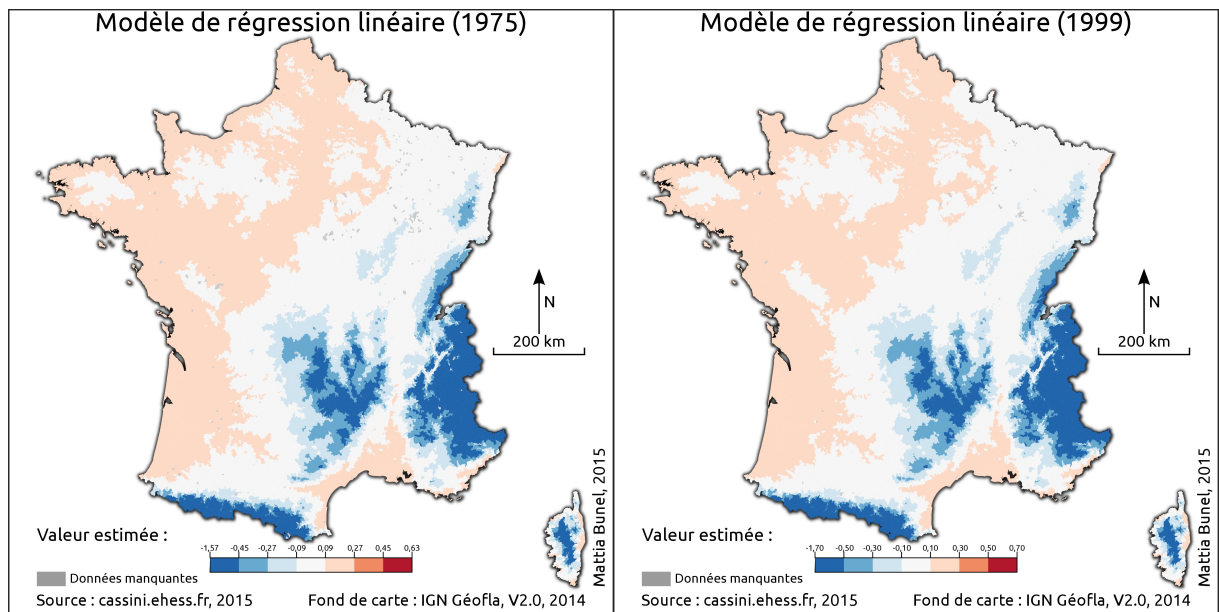 Modèle de régression linéaire (1975)
N
200 km
Mattia Bunel, 2015
Valeur estimée :
-1,57 -0,45 -0,27 -0,09 0,09 0,27 0,45 0,63
Données manquantes
Source : cassini.ehess.fr, 2015 Fond de carte : IGN Géofla, V2.0, 2014
Modèle de régression linéaire (1999)
N
200 km
Mattia Bunel, 2015
Valeur estimée :
-1,70 -0,50 -0,30 -0,10 0,10 0,30 0,50 0,70
Données manquantes
Source : cassini.ehess.fr, 2015 Fond de carte : IGN Géofla, V2.0, 2014